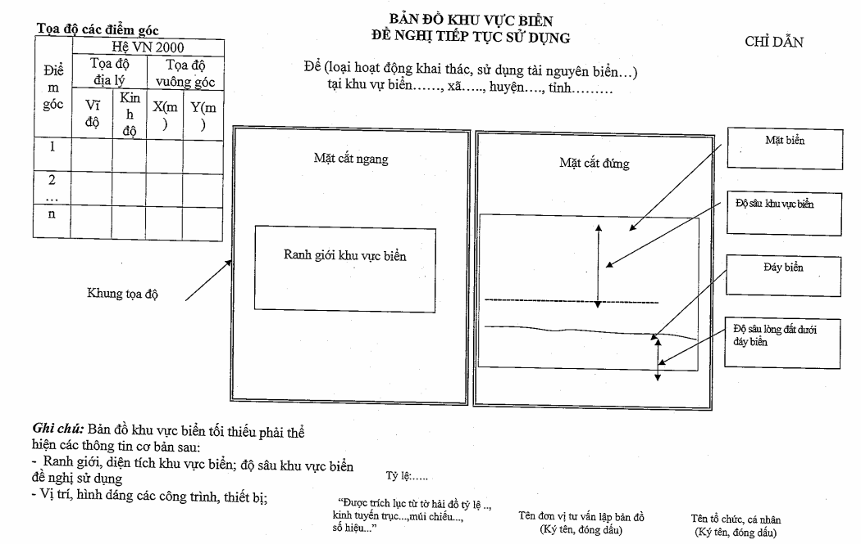 BẢN ĐỒ KHU VỰC BIỂN
ĐỀ NGHỊ TIẾP TỤC SỬ DỤNG
Để (loại hoạt động khai thác, sử dụng tài nguyên biển…)
tại khu vự biển……, xã….., huyện…., tỉnh………
CHỈ DẪN
Tọa độ các điểm góc
Điể
m
góc
Hệ VN 2000
Tọa độ
địa lý
Tọa độ
vuông góc
Vĩ
độ
Kin
h
độ
X(m
)
Y(m
)
1
2
…
n
Khung tọa độ
Mặt cắt ngang
Ranh giới khu vực biển
Mặt cắt đứng
Mặt biển
Độ sâu khu vực biển
Đáy biển
Độ sâu lòng đất dưới
đáy biển
Ghi chú: Bản đồ khu vực biển tối thiểu phải thể
hiện các thông tin cơ bản sau:
- Ranh giới, diện tích khu vực biển; độ sâu khu vực biển
đề nghị sử dụng
- Vị trí, hình dáng các công trình, thiết bị;
Tỷ lệ:…..
“Được trích lục từ tờ hải đồ tỷ lệ ..,
kinh tuyến trục...,múi chiếu...,
số hiệu...”
Tên đơn vị tư vấn lập bản đồ
(Ký tên, đóng dấu)
Tên tổ chức, cá nhân
(Ký tên, đóng dấu)